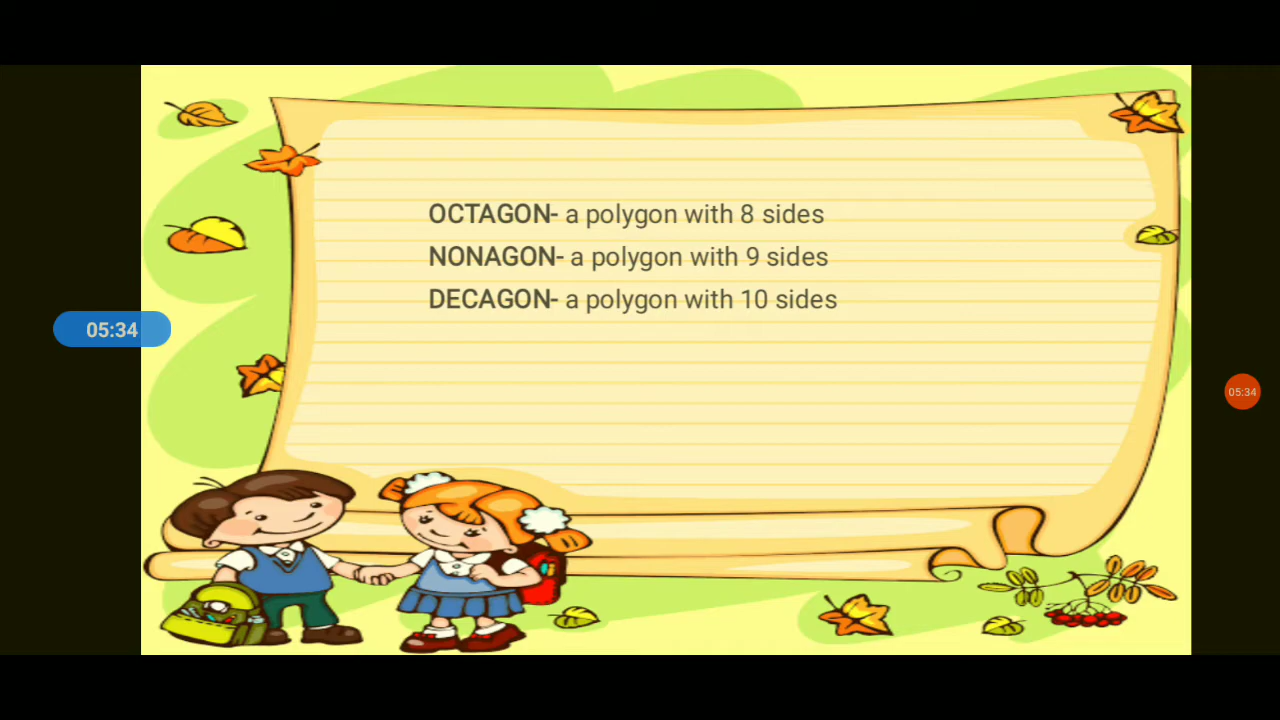 OCTAGON- a polygon with 8 sides
NONAGON- a polygon with 9 sides
DECAGON- a polygon with 10 sides
05:34
05:34